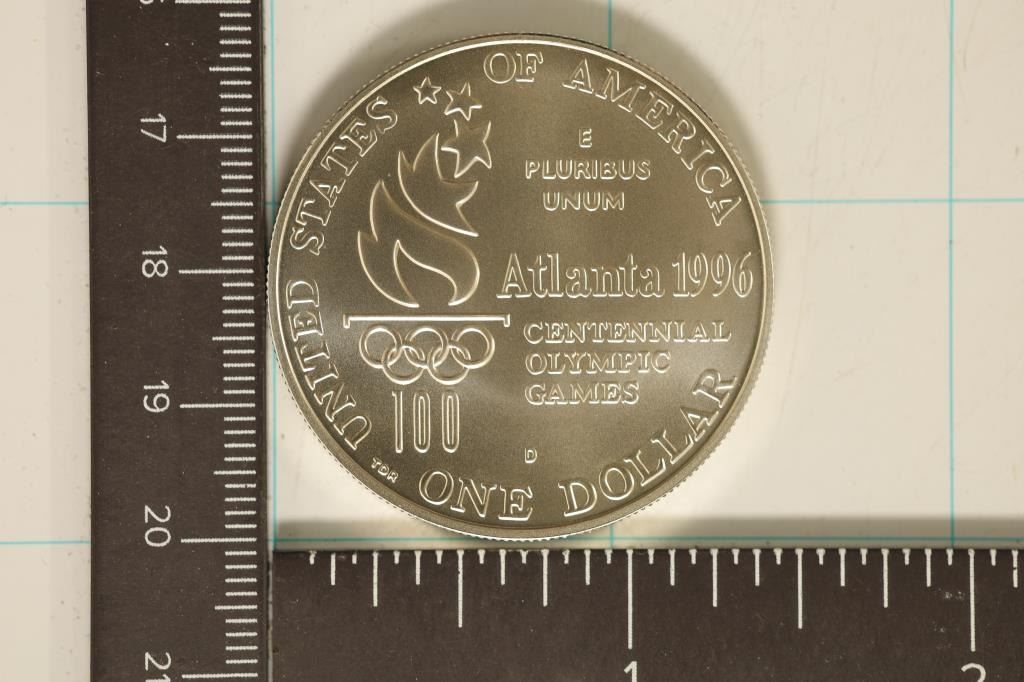 UNITED STATES OF AMERICA
E
PLURIBUS
UNUM
Atlanta 1996
CENTENNIAL
OLYMPIC
GAMES
100
D
TDR
ONE DOLLAR
17
18
19
20
21
1
2